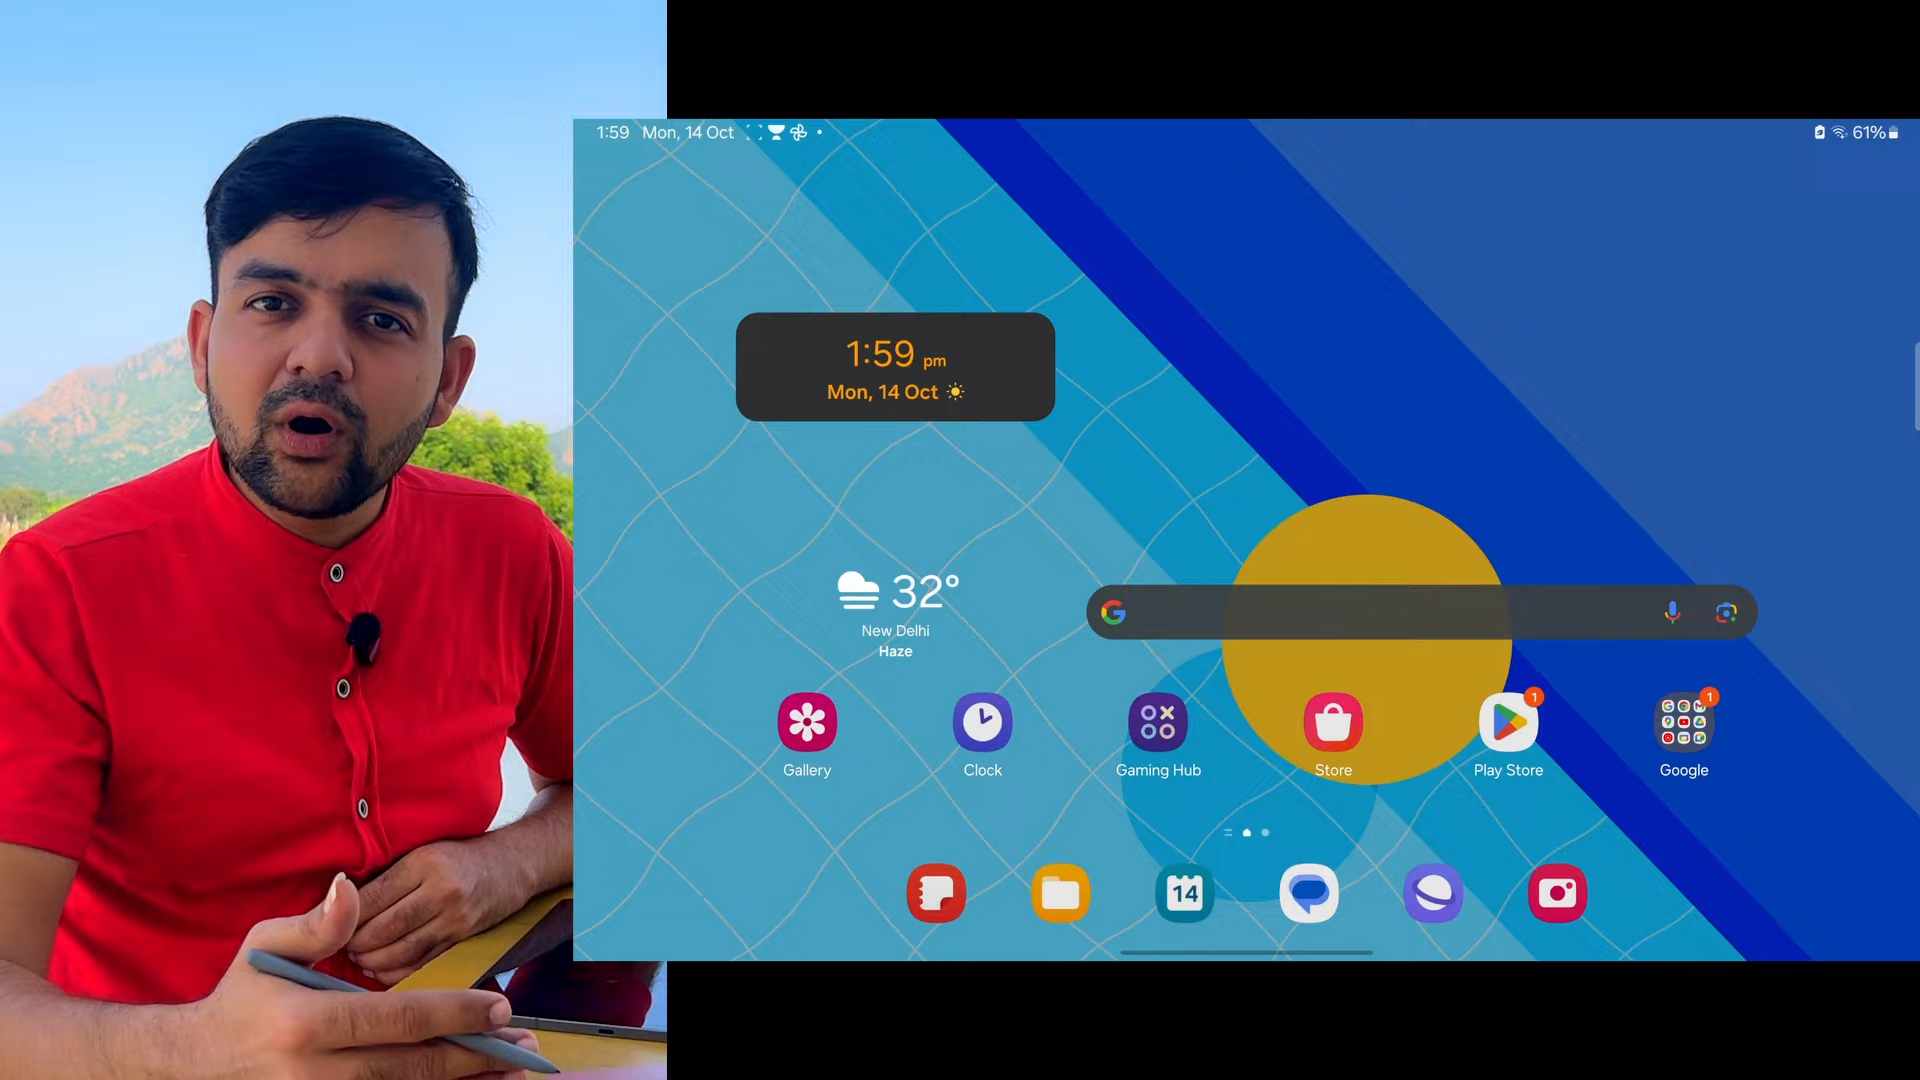 1:59 Mon, 14 Oct
61%
1:59 pm
Mon, 14 Oct
32°
New Delhi
Haze
G
1
1
Gallery
Clock
Gaming Hub
Store
Play Store
Google
14